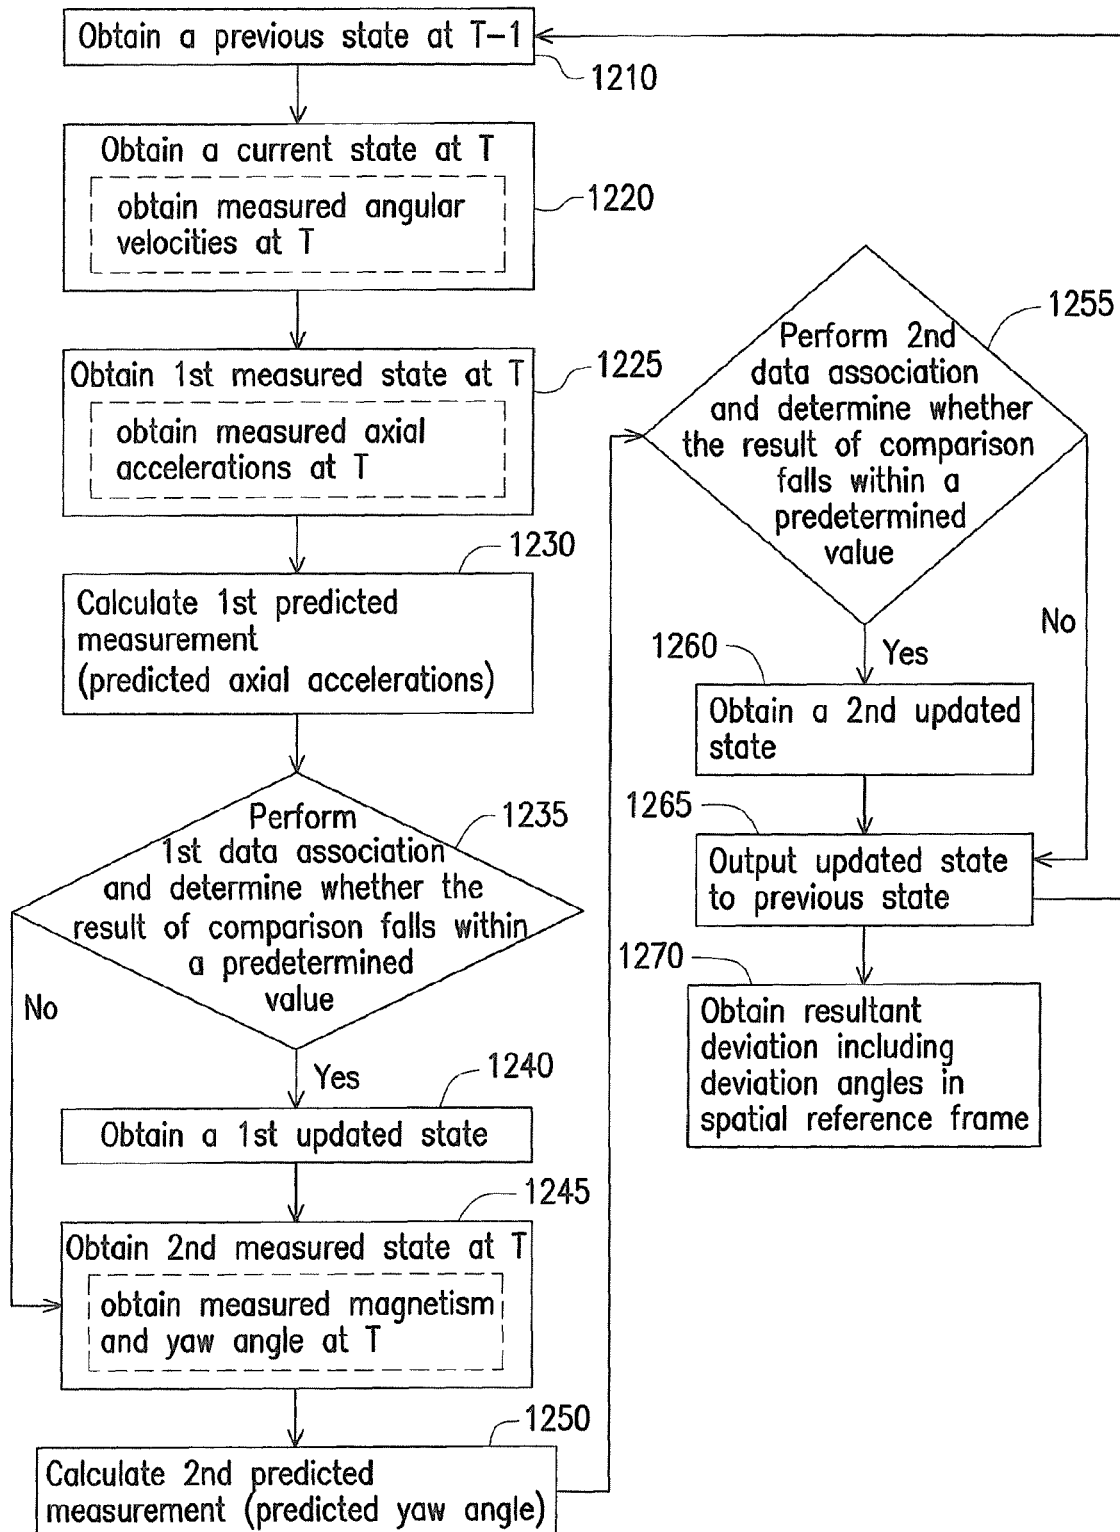 Obtain a previous state at T-1
1210
Obtain a current state at T
obtain measured angular
velocities at T
1220
Obtain 1st measured state at T
obtain measured axial
accelerations at T
1225
1230
Calculate 1st predicted
measurement
(predicted axial accelerations)
Perform
1st data association
and determine whether the
result of comparison falls within
a predetermined
value
1235
No
Yes
1240
Obtain a 1st updated state
1245
Obtain 2nd measured state at T
obtain measured magnetism
and yaw angle at T
1250
Calculate 2nd predicted
measurement (predicted yaw angle)
1255
Perform 2nd
data association
and determine whether
the result of comparison
falls within a
predetermined
value
No
Yes
1260
Obtain a 2nd updated
state
1265
Output updated state
to previous state
1270
Obtain resultant
deviation including
deviation angles in
spatial reference frame